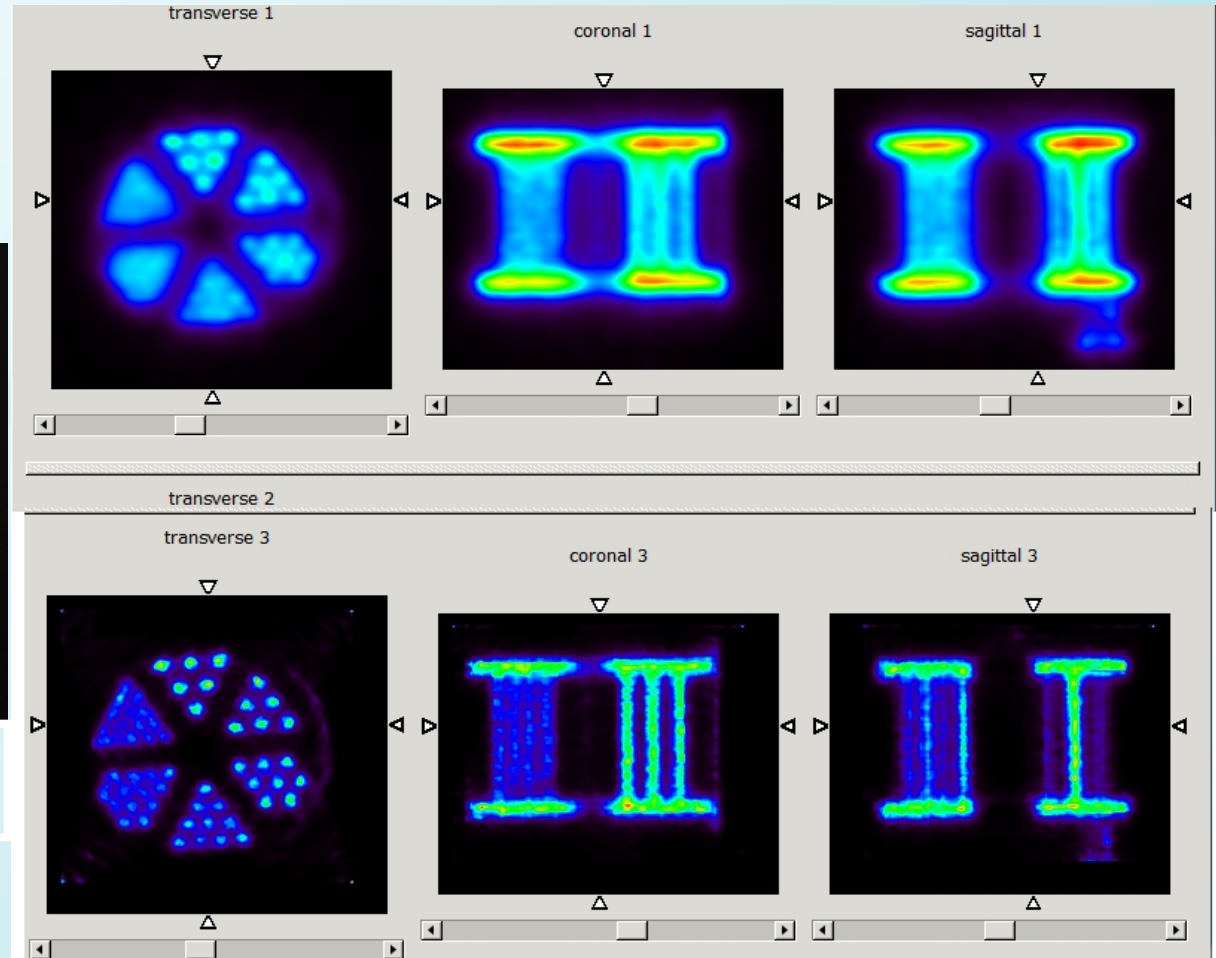 transverse 1
coronal 1
sagittal 1
transverse 2
transverse 3
coronal 3
sagittal 3